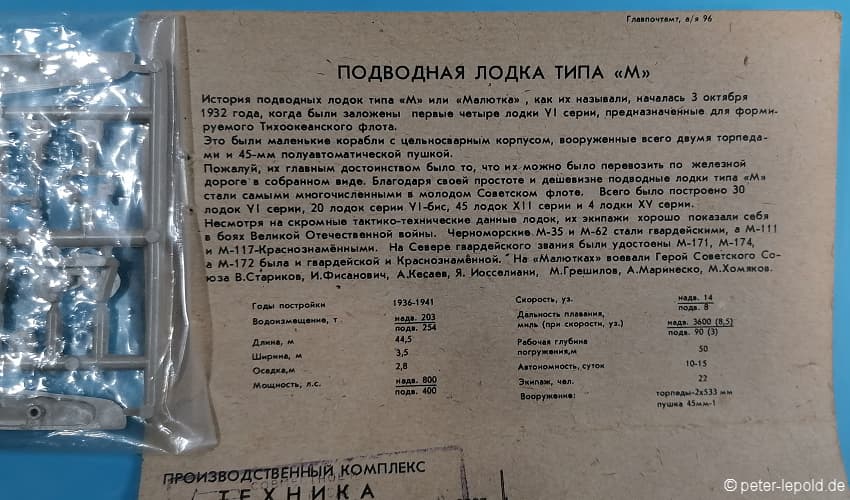 Главпочтамт, а/я 96
ПОДВОДНАЯ ЛОДКА ТИПА «М»
История подводных лодок типа «М» или «Малютка» , как их называли, началась 3 октября
1932 года, когда были заложены первые четыре лодки VI серии, предназначенные для форми-
руемого Тихоокеанского флота.
Это были маленькие корабли с цельносварным корпусом, вооруженные всего двумя торпеда-
ми и 45-мм полуавтоматической пушкой.
Пожалуй, их главным достоинством было то, что их можно было перевозить по железной
дороге в собранном виде. Благодаря своей простоте и дешевизне подводные лодки типа «М»
стали самыми многочисленными в молодом Советском флоте. Всего было построено 30
лодок VI серии, 20 лодок серии VI-бис, 45 лодок XII серии и 4 лодки XV серии.
Несмотря на скромные тактико-технические данные лодок, их экипажи хорошо показали себя
в боях Великой Отечественной войны. Черноморские М-35 и М-62 стали гвардейскими, а М-111
и М-117-Краснознамёнными. На Севере гвардейского звания были удостоены М-171, М-174,
а М-172 была и гвардейской и Краснознамённой. На «Малютках» воевали Герой Советского Со-
юза В.Стариков, И.Фисанович, А.Кесаев, Я. Иосселиани, М.Грешилов, А.Маринеско, М.Хомяков.
Годы постройки 1936-1941
Водоизмещение, т надв. 203
подв. 254
Длина, м 44,5
Ширина, м 3,5
Осадка,м 2,8
Мощность, л.с. надв. 800
подв. 400
Скорость, уз. надв. 14
подв. 8
Дальность плавания,
миль (при скорости, уз.) надв. 3600 (8,5)
подв. 90 (3)
Рабочая глубина
погружения,м 50
Автономность, суток 10-15
Экипаж, чел. 22
Вооружение: торпеды-2х533 мм
пушка 45мм-1
ПРОИЗВОДСТВЕННЫЙ КОМПЛЕКС
ТЕХНИКА
© peter-lepold.de